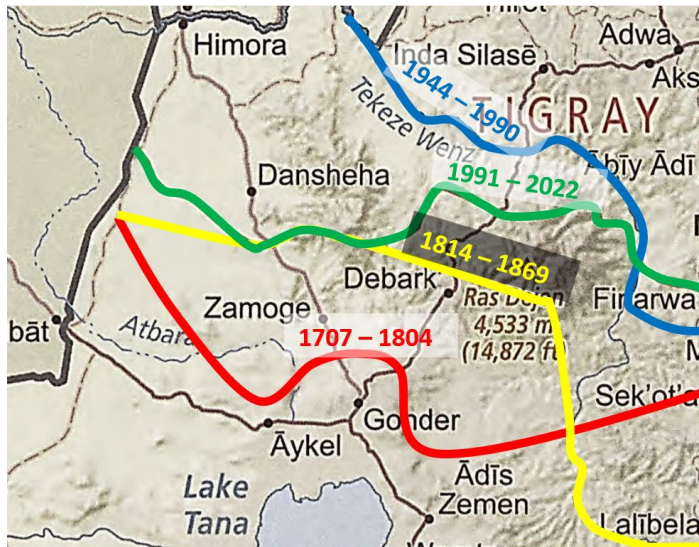 Himora
Inda Silasē
Adwa
Aks
1944 – 1990
TIGRAY
Tekeze Wenz
Ābīy Ādī
Dansheha
1991 – 2022
1814 – 1869
Debark
Ras Dejen
4,533 m
(14,872 ft)
Finarwa
Zamoge
bāt
Atbara
1707 – 1804
M
Sek'ot'a
Gonder
Āykel
Ādīs
Zemen
Lake
Tana
Lalībela